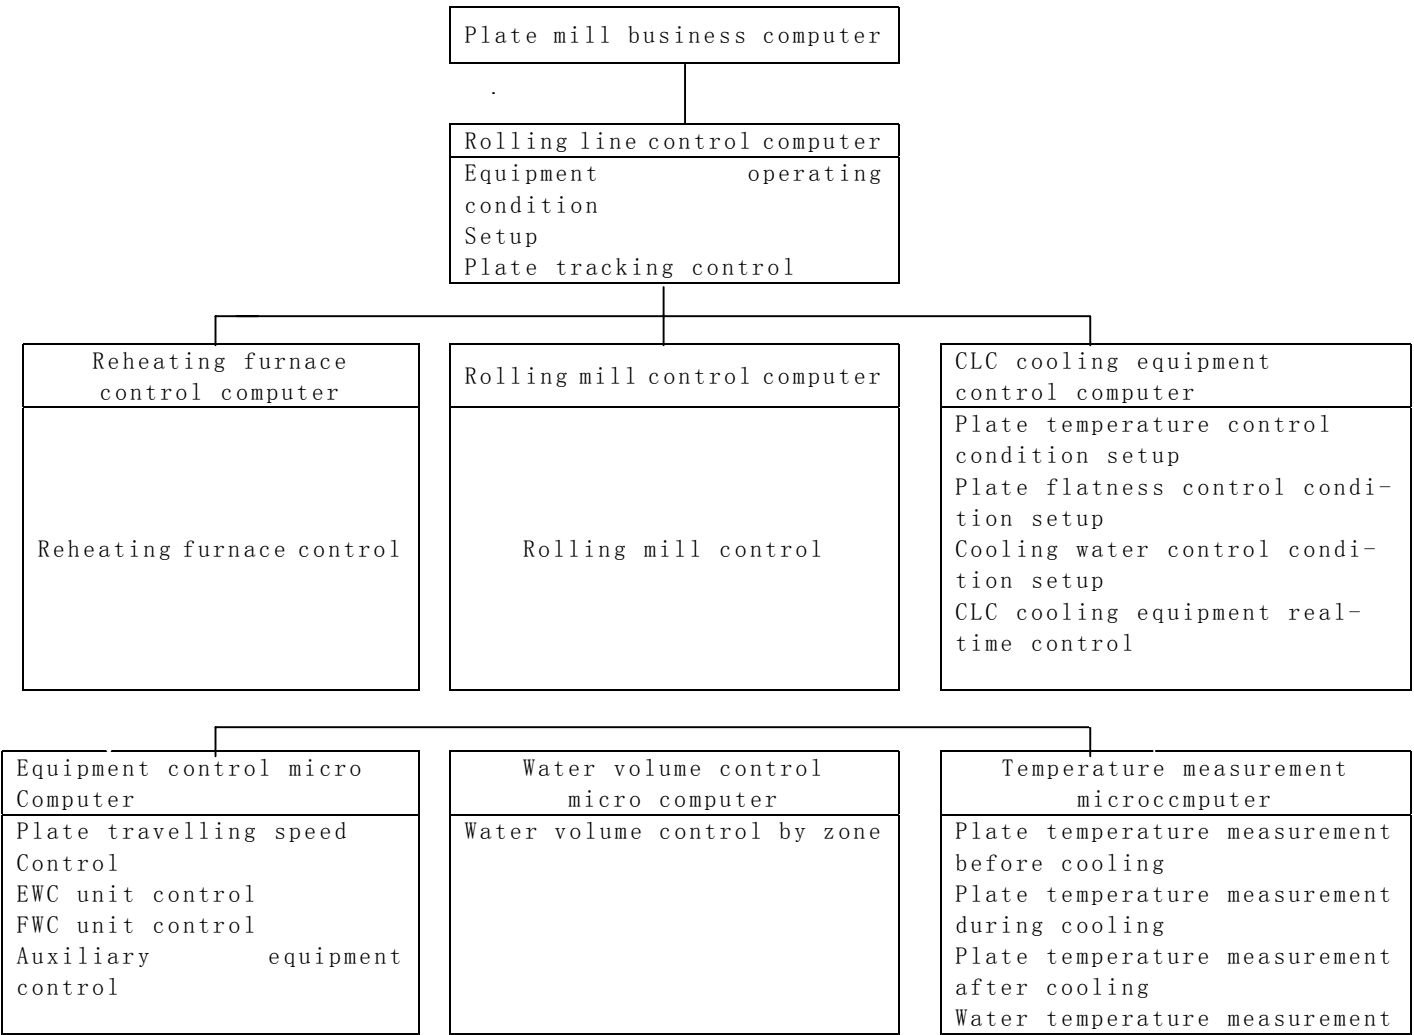 Plate mill business computer
Rolling line control computer
Equipment operating
condition
Setup
Plate tracking control
Reheating furnace
control computer
Reheating furnace control
Rolling mill control computer
Rolling mill control
CLC cooling equipment
control computer
Plate temperature control
condition setup
Plate flatness control condi-
tion setup
Cooling water control condi-
tion setup
CLC cooling equipment real-
time control
Equipment control micro
Computer
Plate travelling speed
Control
EWC unit control
FWC unit control
Auxiliary equipment
control
Water volume control
micro computer
Water volume control by zone
Temperature measurement
microccmputer
Plate temperature measurement
before cooling
Plate temperature measurement
during cooling
Plate temperature measurement
after cooling
Water temperature measurement